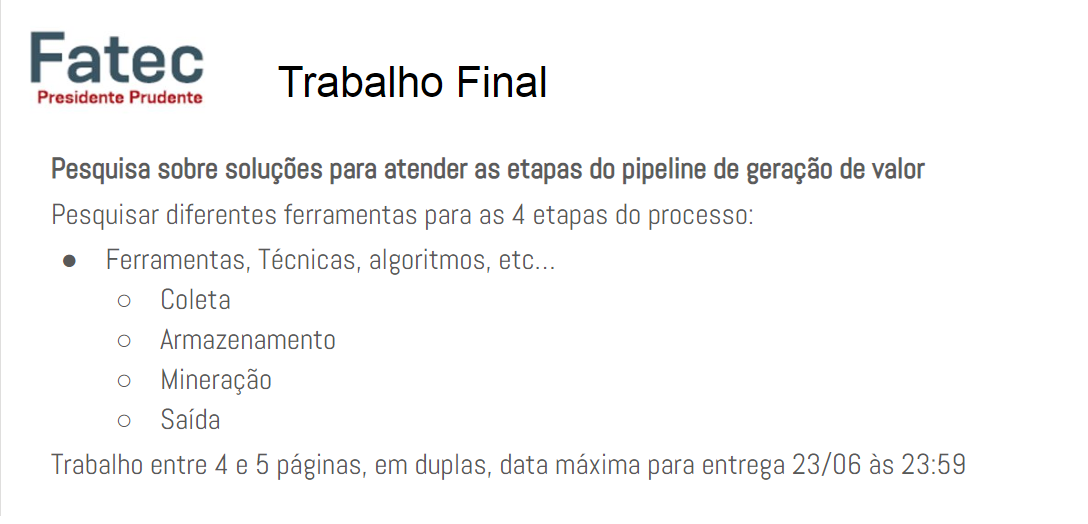 Fatec
Presidente Prudente
Trabalho Final
Pesquisa sobre soluções para atender as etapas do pipeline de geração de valor
Pesquisar diferentes ferramentas para as 4 etapas do processo:
● Ferramentas, Técnicas, algoritmos, etc...
○ Coleta
○ Armazenamento
○ Mineração
○ Saída
Trabalho entre 4 e 5 páginas, em duplas, data máxima para entrega 23/06 às 23:59